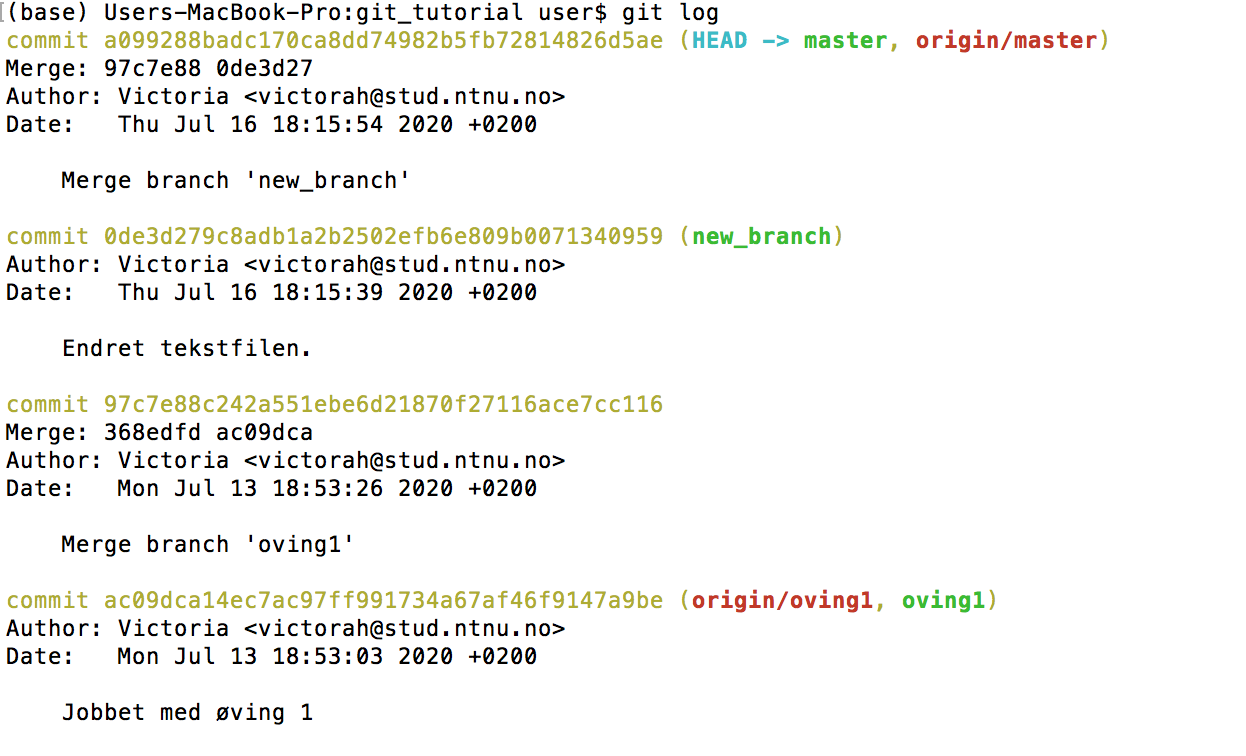 (base) Users-MacBook-Pro:git_tutorial user$ git log
commit a099288badc170ca8dd74982b5fb72814826d5ae (HEAD -> master, origin/master)
Merge: 97c7e88 0de3d27
Author: Victoria <victorah@stud.ntnu.no>
Date:   Thu Jul 16 18:15:54 2020 +0200
    Merge branch 'new_branch'
commit 0de3d279c8adb1a2b2502efb6e809b0071340959 (new_branch)
Author: Victoria <victorah@stud.ntnu.no>
Date:   Thu Jul 16 18:15:39 2020 +0200
    Endret tekstfilen.
commit 97c7e88c242a551ebe6d21870f27116ace7cc116
Merge: 368edfd ac09dca
Author: Victoria <victorah@stud.ntnu.no>
Date:   Mon Jul 13 18:53:26 2020 +0200
    Merge branch 'oving1'
commit ac09dca14ec7ac97ff991734a67af46f9147a9be (origin/oving1, oving1)
Author: Victoria <victorah@stud.ntnu.no>
Date:   Mon Jul 13 18:53:03 2020 +0200
    Jobbet med øving 1